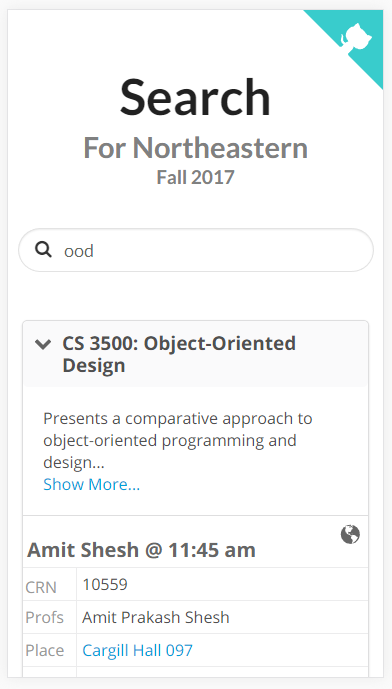 Search
For Northeastern
Fall 2017
ood
CS 3500: Object-Oriented
Design
Presents a comparative approach to
object-oriented programming and
design...
Show More...
Amit Shesh @ 11:45 am
CRN 10559
Profs Amit Prakash Shesh
Place Cargill Hall 097